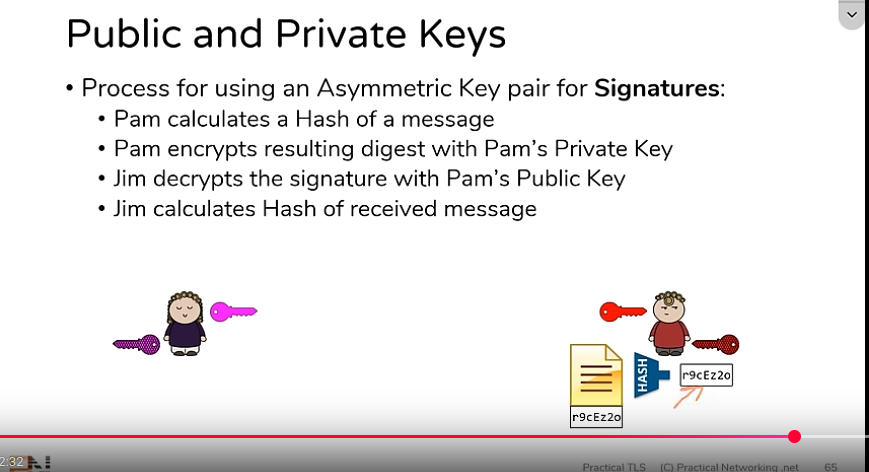 Public and Private Keys
• Process for using an Asymmetric Key pair for Signatures:
• Pam calculates a Hash of a message
• Pam encrypts resulting digest with Pam's Private Key
• Jim decrypts the signature with Pam's Public Key
• Jim calculates Hash of received message
HASH
r9cEz2o
r9cEz2o
2:32
Practical TLS (C) Practical Networking .net 65